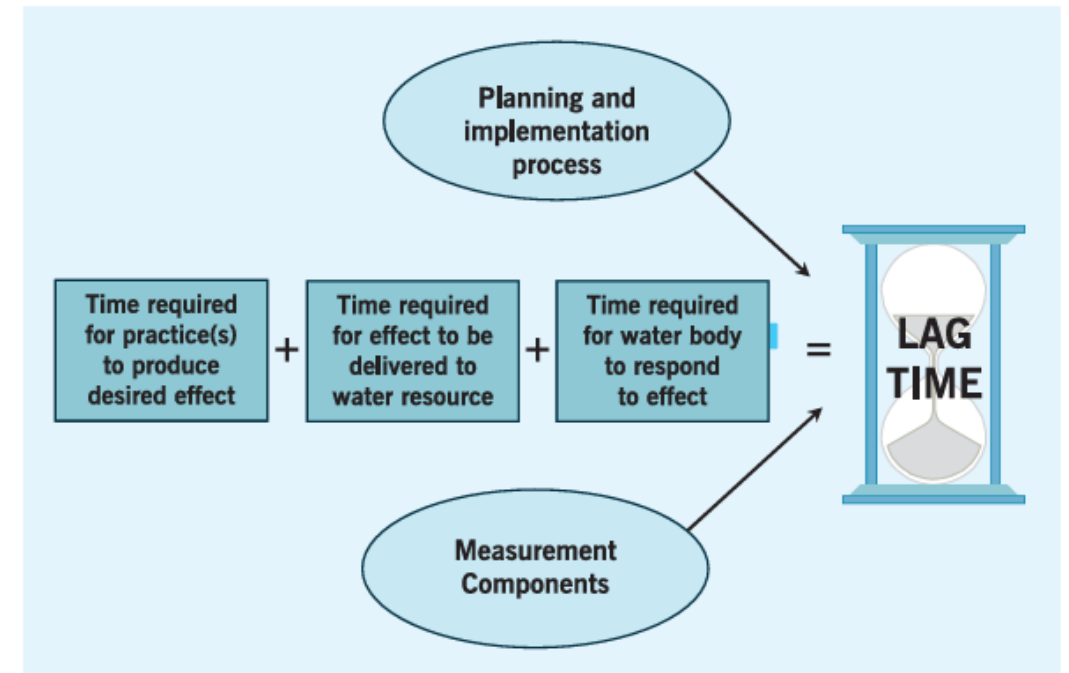 Planning and
implementation
process
Time required
for practice(s)
to produce
desired effect
+
Time required
for effect to be
delivered to
water resource
+
Time required
for water body
to respond
to effect
=
LAG
TIME
Measurement
Components